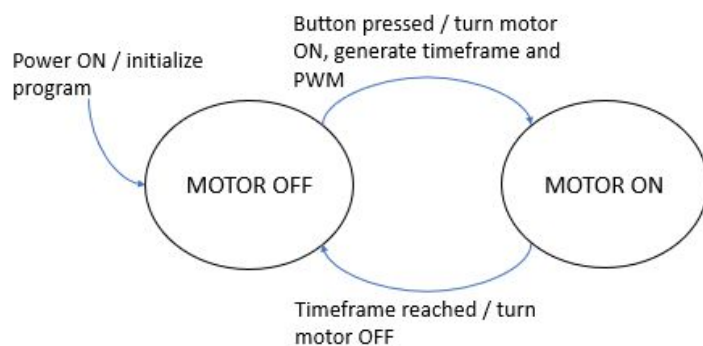 Button pressed / turn motor
ON, generate timeframe and
PWM
Power ON / initialize
program
MOTOR OFF
MOTOR ON
Timeframe reached / turn
motor OFF